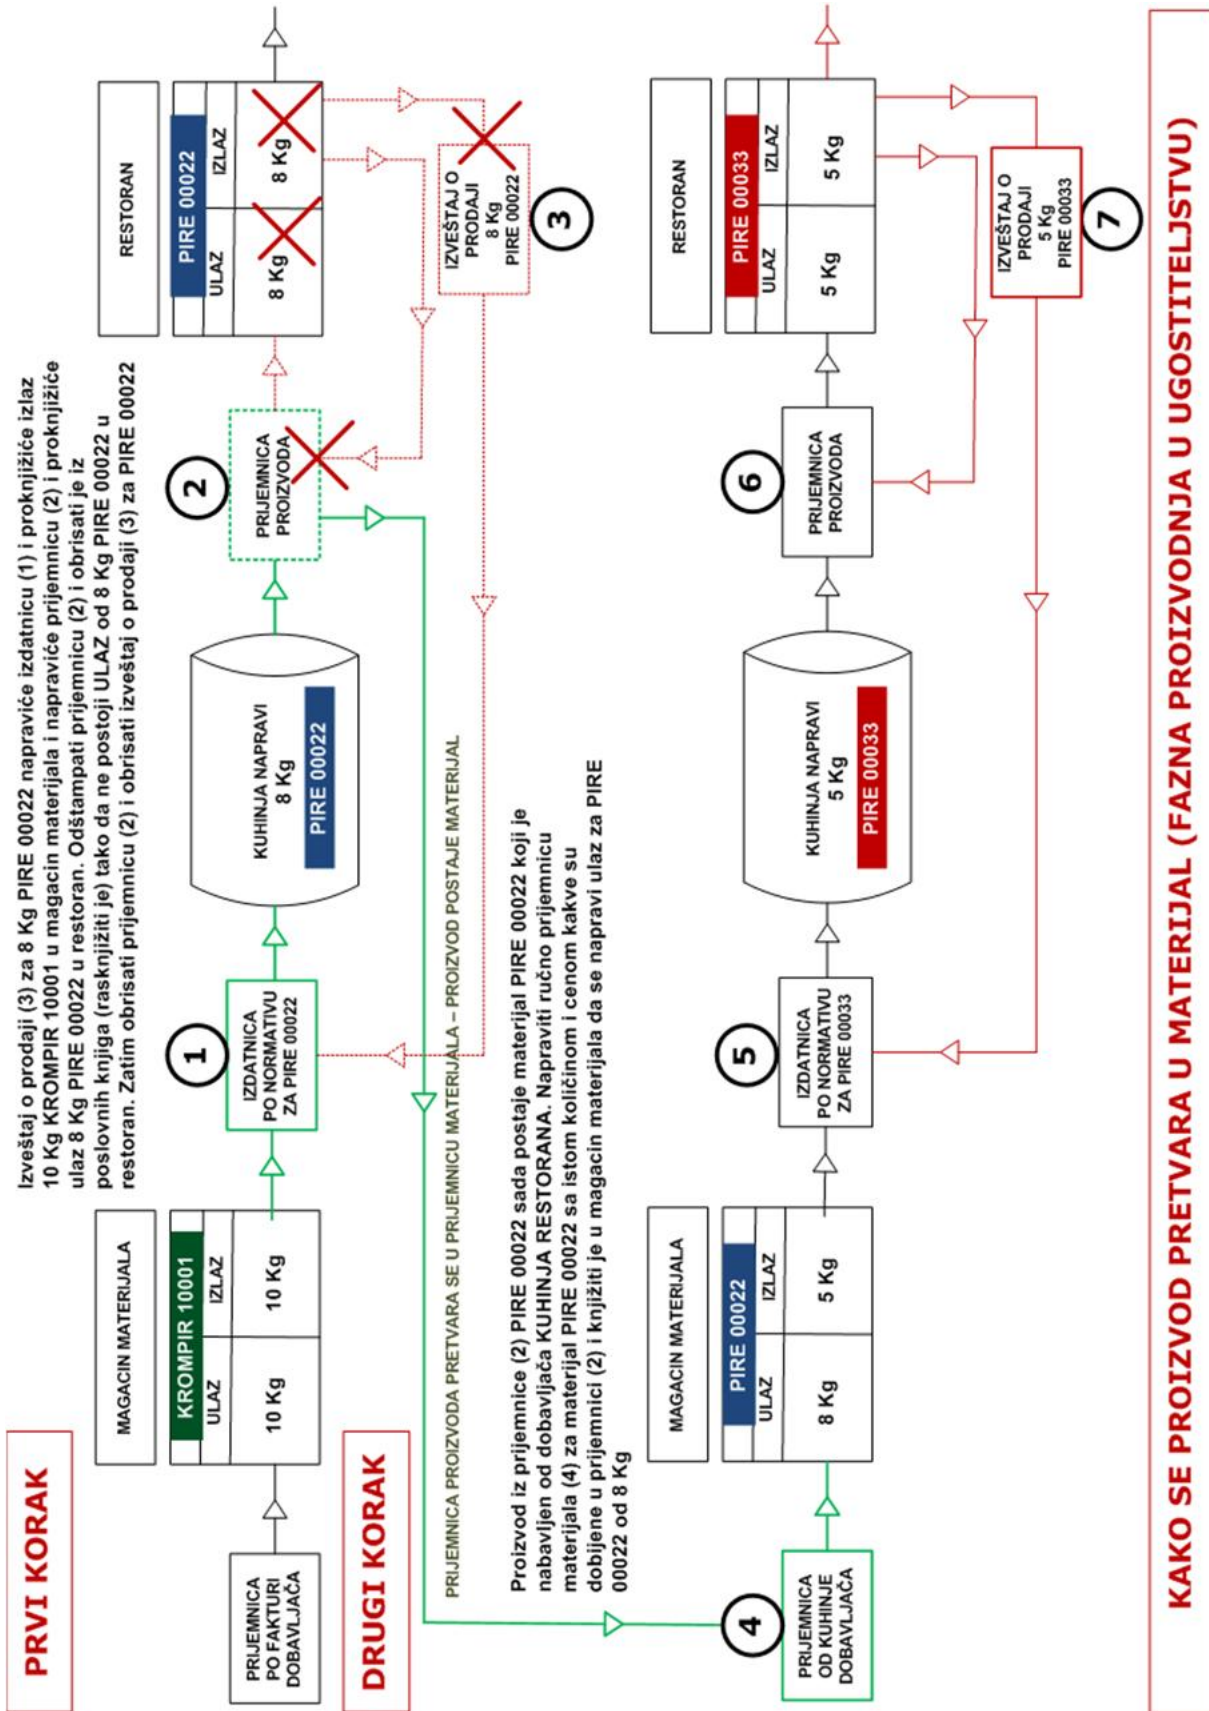 PRVI KORAK
Izveštaj o prodaji (3) za 8 Kg PIRE 00022 napraviće izdatnicu (1) i proknjižiće izlaz
10 Kg KROMPIR 10001 u magacin materijala i napraviće prijemnicu (2) i proknjižiće
ulaz 8 Kg PIRE 00022 u restoran. Odštampati prijemnicu (2) i obrisati je iz
poslovnih knjiga (rasknjižiti je) tako da ne postoji ULAZ od 8 Kg PIRE 00022 u
restoran. Zatim obrisati prijemnicu (2) i obrisati izveštaj o prodaji (3) za PIRE 00022
PRIJEMNICA
PO FAKTURI
DOBAVLJAČA
MAGACIN MATERIJALA
KROMPIR 10001
ULAZ
IZLAZ
10 Kg
10 Kg
1
IZDATNICA
PO NORMATIVU
ZA PIRE 00022
KUHINJA NAPRAVI
8 Kg
PIRE 00022
2
PRIJEMNICA
PROIZVODA
RESTORAN
PIRE 00022
ULAZ
IZLAZ
8 Kg
8 Kg
IZVEŠTAJ O
PRODAJI
8 Kg
PIRE 00022
3
DRUGI KORAK
PRIJEMNICA PROIZVODA PRETVARA SE U PRIJEMNICU MATERIJALA – PROIZVOD POSTAJE MATERIJAL
Proizvod iz prijemnice (2) PIRE 00022 sada postaje materijal PIRE 00022 koji je
nabavljen od dobavljača KUHINJA RESTORANA. Napraviti ručno prijemnicu
materijala (4) za materijal PIRE 00022 sa istom količinom i cenom kakve su
dobijene u prijemnici (2) i knjižiti je u magacin materijala da se napravi ulaz za PIRE
00022 od 8 Kg
4
PRIJEMNICA
OD KUHINJE
DOBAVLJAČA
MAGACIN MATERIJALA
PIRE 00022
ULAZ
IZLAZ
8 Kg
5 Kg
5
IZDATNICA
PO NORMATIVU
ZA PIRE 00033
KUHINJA NAPRAVI
5 Kg
PIRE 00033
6
PRIJEMNICA
PROIZVODA
RESTORAN
PIRE 00033
ULAZ
IZLAZ
5 Kg
5 Kg
IZVEŠTAJ O
PRODAJI
5 Kg
PIRE 00033
7
KAKO SE PROIZVOD PRETVARA U MATERIJAL (FAZNA PROIZVODNJA U UGOSTITELJSTVU)